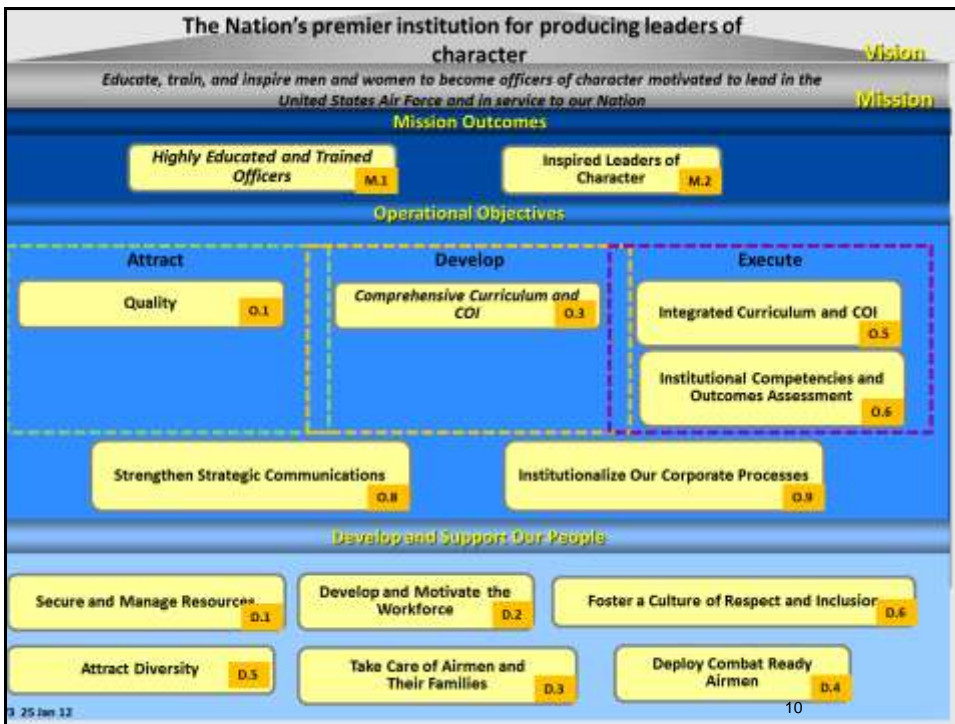 The Nation's premier institution for producing leaders of
character
Vision
Educate, train, and inspire men and women to become officers of character motivated to lead in the
United States Air Force and in service to our Nation
Mission
Mission Outcomes
Highly Educated and Trained
Officers
M.1
Inspired Leaders of
Character
M.2
Operational Objectives
Attract
Develop
Execute
Quality
O.1
Comprehensive Curriculum and
COI
O.3
Integrated Curriculum and COI
O.5
Institutional Competencies and
Outcomes Assessment
O.6
Strengthen Strategic Communications
O.8
Institutionalize Our Corporate Processes
O.9
Develop and Support Our People
Secure and Manage Resources
D.1
Develop and Motivate the
Workforce
D.2
Foster a Culture of Respect and Inclusion
D.6
Attract Diversity
D.5
Take Care of Airmen and
Their Families
D.3
Deploy Combat Ready
Airmen
D.4
25 Jan 12
10